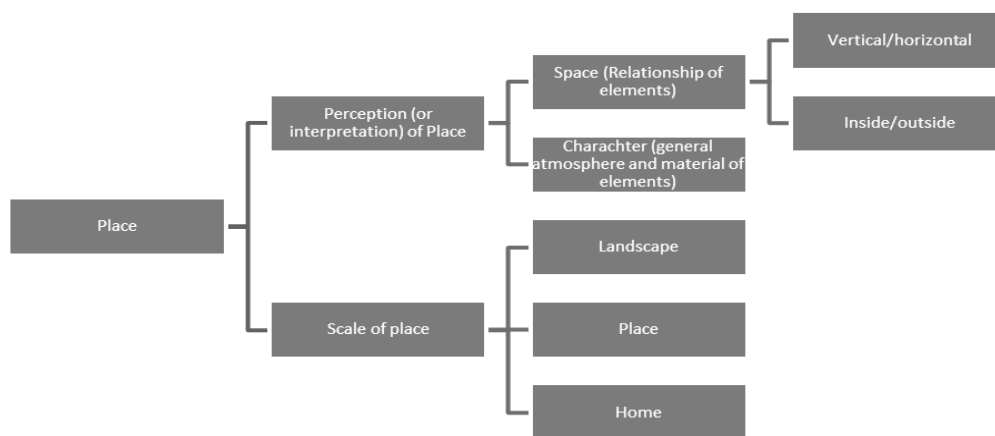 Vertical/horizontal
Space (Relationship of
elements)
Perception (or
interpretation) of Place
Inside/outside
Charachter (general
atmosphere and material of
elements)
Place
Landscape
Scale of place
Place
Home